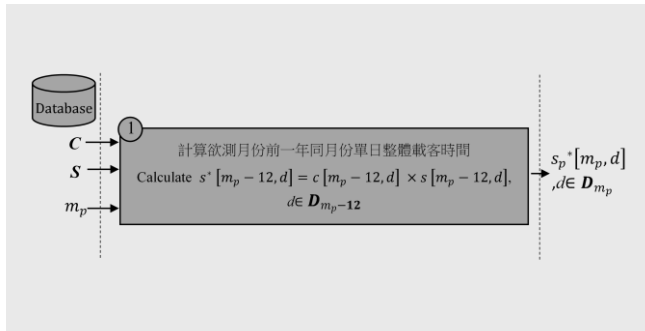 Database
1
C
S
m_p
計算欲測月份前一年同月份單日整體載客時間
Calculate s* [m_p − 12, d] = c [m_p − 12, d] × s [m_p − 12, d],
d∈ D_{m_p−12}
s_p* [m_p, d]
,d∈ D_{m_p}